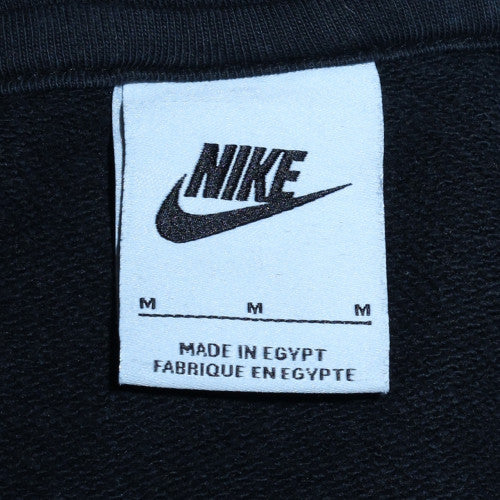 NIKE
M M M
MADE IN EGYPT
FABRIQUE EN EGYPTE